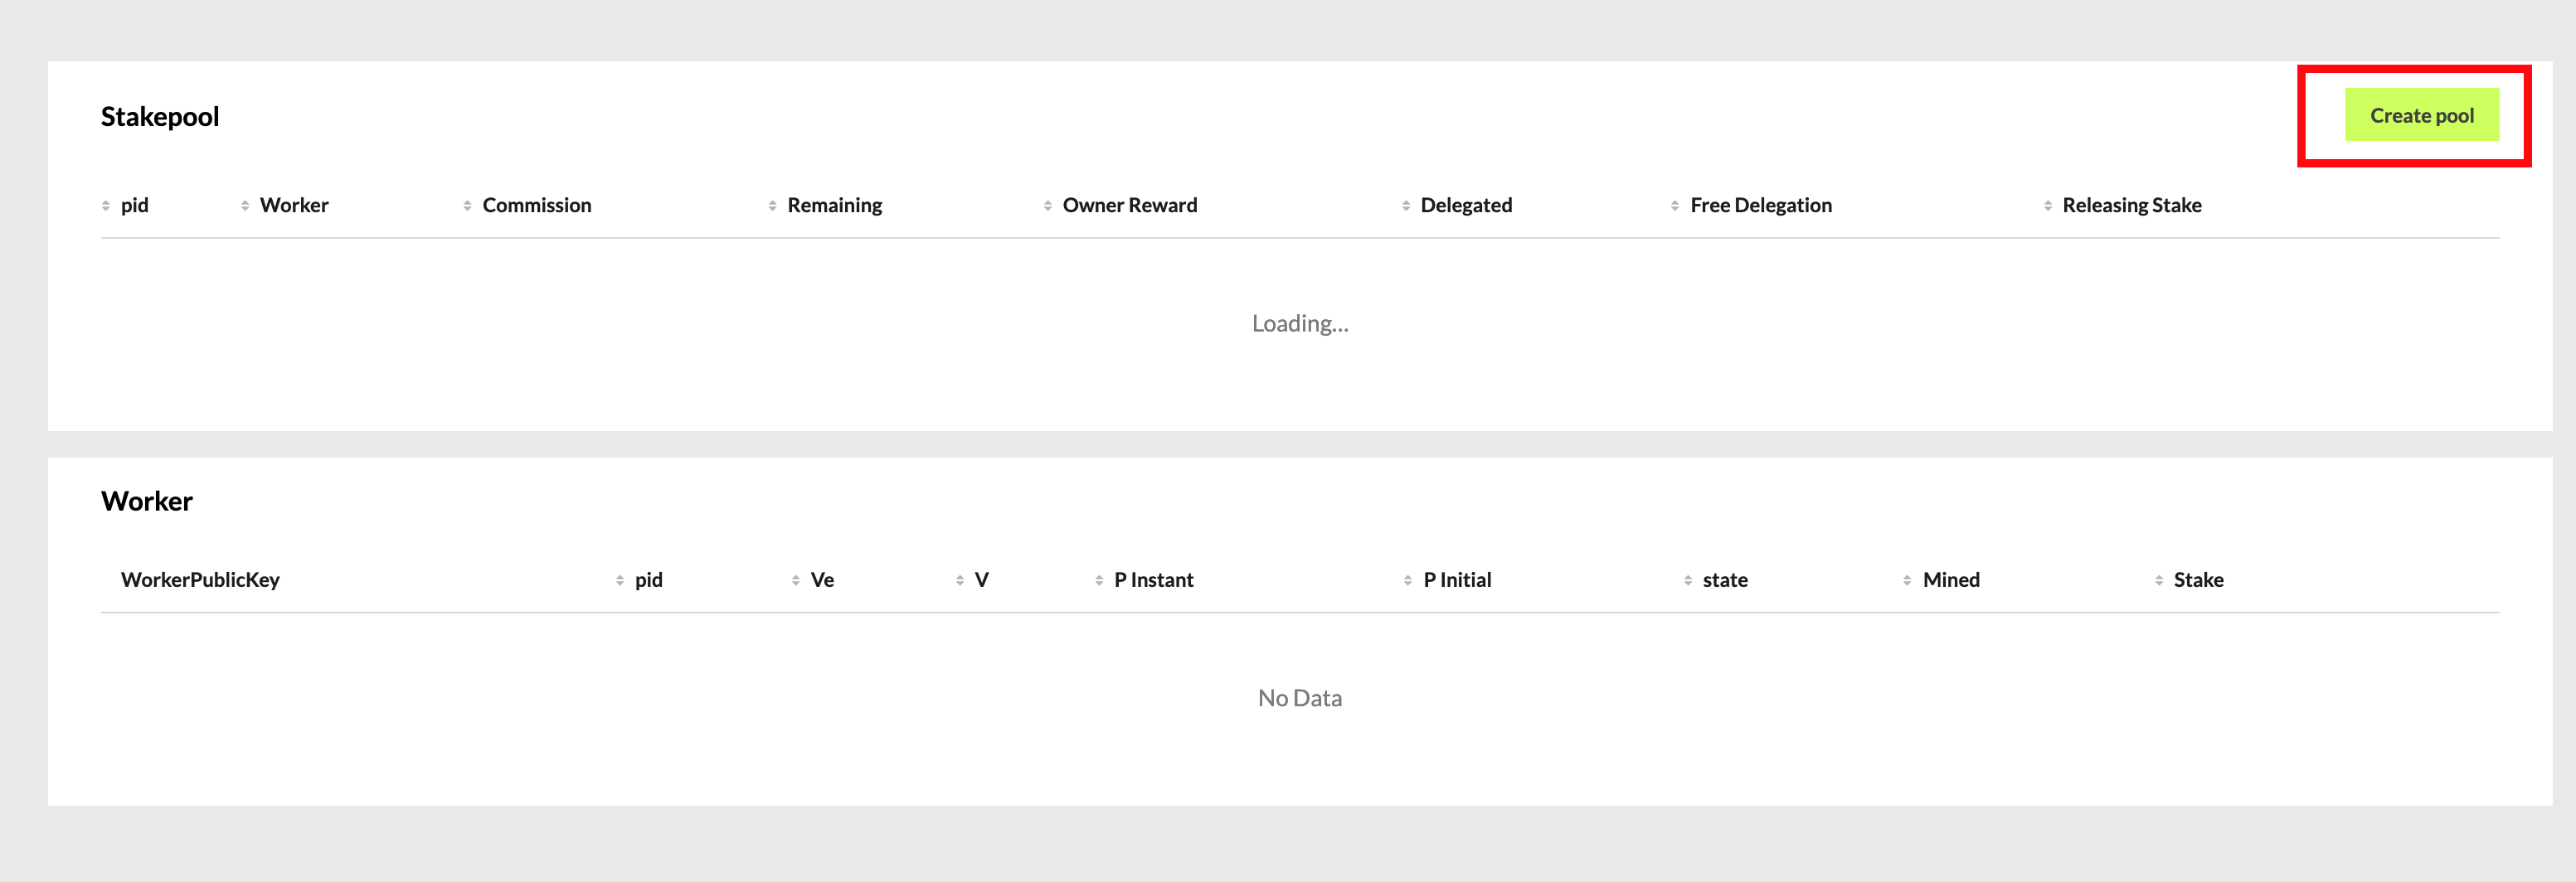 Stakepool
Create pool
pid Worker Commission Remaining Owner Reward Delegated Free Delegation Releasing Stake
Loading...
Worker
WorkerPublicKey pid Ve V P Instant P Initial state Mined Stake
No Data